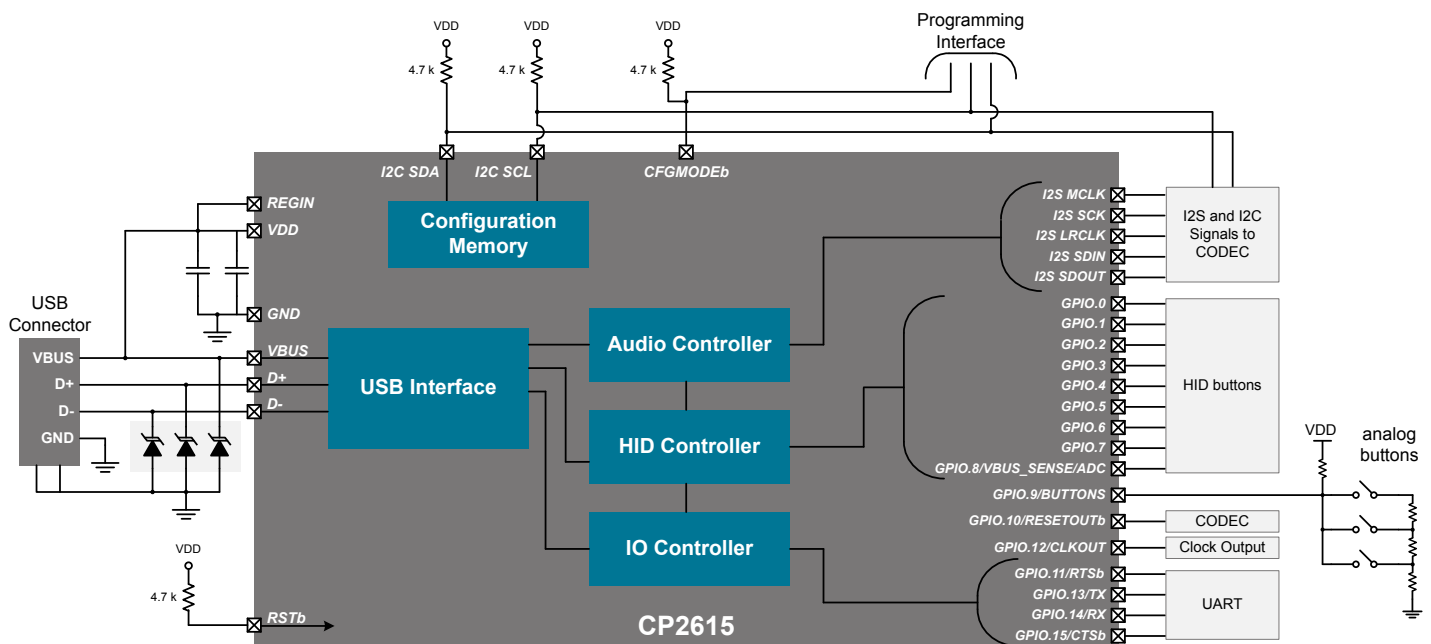 VDD
4.7 k
VDD
4.7 k
VDD
4.7 k
Programming
Interface
I2C SDA
I2C SCL
CFGMODEb
Configuration
Memory
REGIN
VDD
GND
USB
Connector
VBUS
D+
D-
GND
VBUS
D+
D-
USB Interface
Audio Controller
HID Controller
IO Controller
VDD
4.7 k
RSTb
CP2615
I2S MCLK
I2S SCK
I2S LRCLK
I2S SDIN
I2S SDOUT
I2S and I2C
Signals to
CODEC
GPIO.0
GPIO.1
GPIO.2
GPIO.3
GPIO.4
GPIO.5
GPIO.6
GPIO.7
GPIO.8/VBUS_SENSE/ADC
HID buttons
GPIO.9/BUTTONS
VDD
analog
buttons
GPIO.10/RESETOUTb
CODEC
GPIO.12/CLKOUT
Clock Output
GPIO.11/RTSb
GPIO.13/TX
GPIO.14/RX
GPIO.15/CTSb
UART